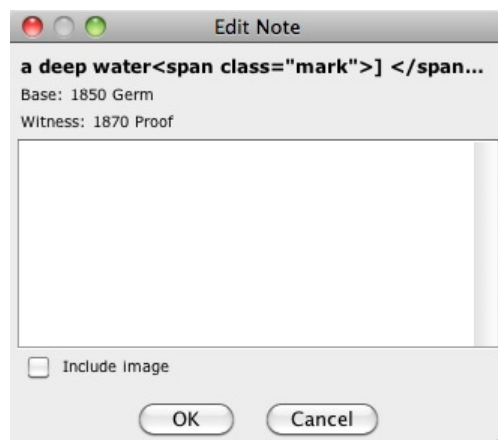 Edit Note
a deep water<span class="mark">] </span...
Base: 1850 Germ
Witness: 1870 Proof
Include image
OK
Cancel